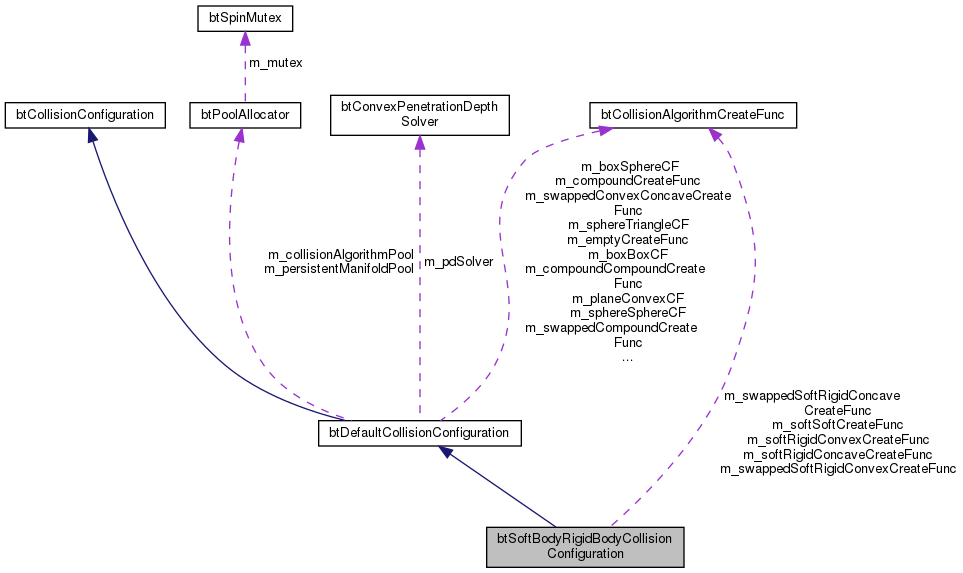 btSpinMutex
m_mutex
btCollisionConfiguration
btPoolAllocator
btConvexPenetrationDepth
Solver
btCollisionAlgorithmCreateFunc
m_collisionAlgorithmPool
m_persistentManifoldPool
m_pdSolver
m_boxSphereCF
m_compoundCreateFunc
m_swappedConvexConcaveCreate
Func
m_sphereTriangleCF
m_emptyCreateFunc
m_boxBoxCF
m_compoundCompoundCreate
Func
m_planeConvexCF
m_sphereSphereCF
m_swappedCompoundCreate
Func
...
m_swappedSoftRigidConcave
CreateFunc
m_softSoftCreateFunc
m_softRigidConvexCreateFunc
m_softRigidConcaveCreateFunc
m_swappedSoftRigidConvexCreateFunc
btDefaultCollisionConfiguration
btSoftBodyRigidBodyCollision
Configuration